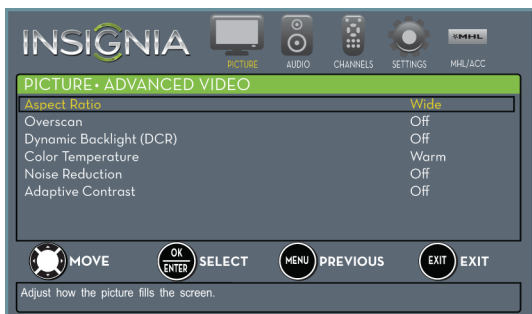 INSIGNIA
PICTURE AUDIO CHANNELS SETTINGS MHL/ACC
MHL
PICTURE• ADVANCED VIDEO
Aspect Ratio Wide
Overscan Off
Dynamic Backlight (DCR) Off
Color Temperature Warm
Noise Reduction Off
Adaptive Contrast Off
MOVE OK ENTER SELECT MENU PREVIOUS EXIT EXIT
Adjust how the picture fills the screen.